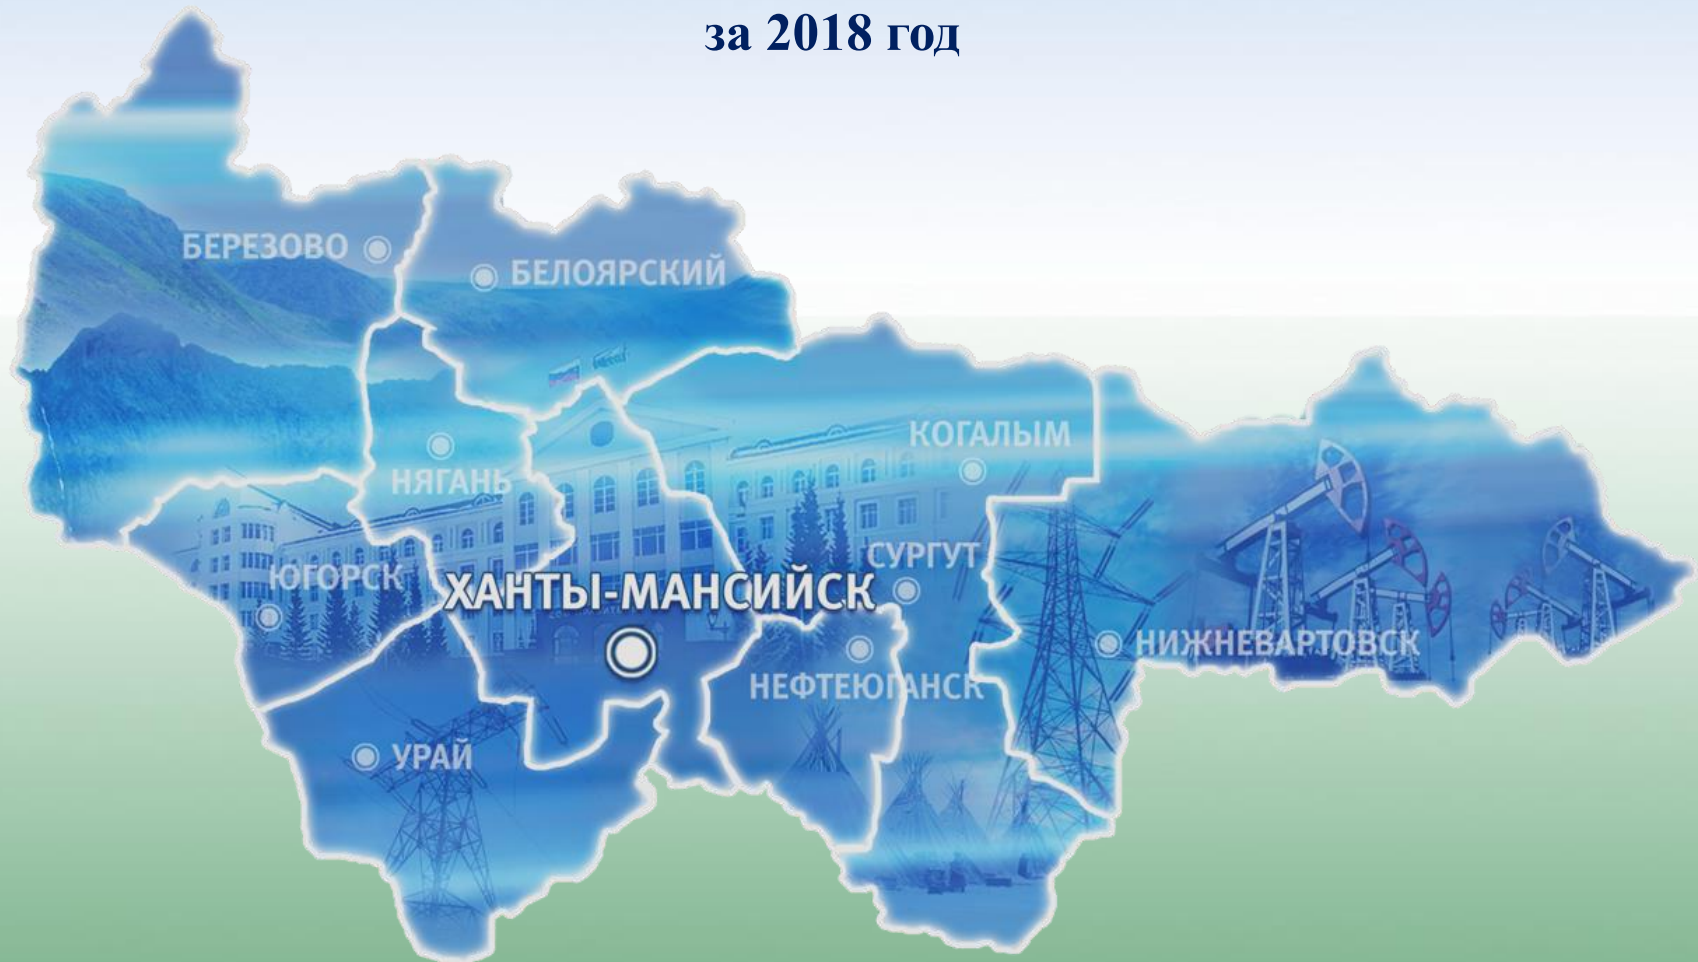 за 2018 год
БЕРЕЗОВО
БЕЛОЯРСКИЙ
КОГАЛЫМ
НЯГАНЬ
СУРГУТ
ЮГОРСК
ХАНТЫ-МАНСИЙСК
НИЖНЕВАРТОВСК
НЕФТЕЮГАНСК
УРАЙ